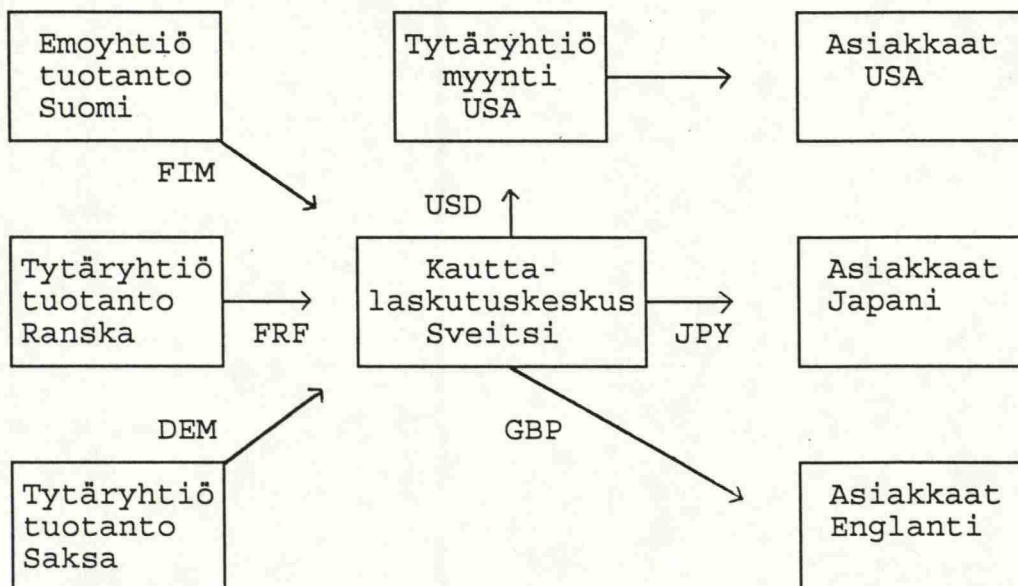 Emoyhtiö
tuotanto
Suomi
Tytäryhtiö
myynti
USA
Asiakkaat
USA
FIM
USD
Tytäryhtiö
tuotanto
Ranska
FRF
Kautta-
laskutuskeskus
Sveitsi
JPY
Asiakkaat
Japani
DEM
GBP
Tytäryhtiö
tuotanto
Saksa
Asiakkaat
Englanti